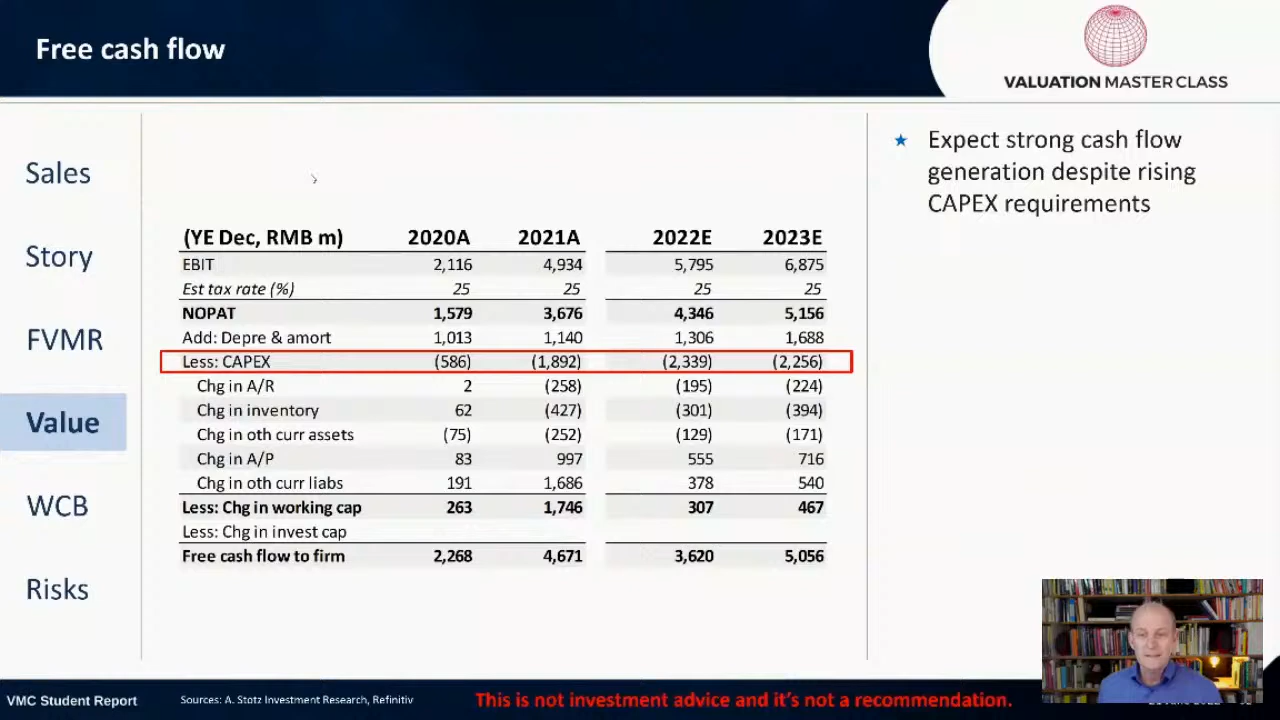 Free cash flow
VALUATION MASTER CLASS
Sales
Story
FVMR
Value
WCB
Risks
(YE Dec, RMB m) 2020A 2021A 2022E 2023E
EBIT 2,116 4,934 5,795 6,875
Est tax rate (%) 25 25 25 25
NOPAT 1,579 3,676 4,346 5,156
Add: Depre & amort 1,013 1,140 1,306 1,688
Less: CAPEX (586) (1,892) (2,339) (2,256)
Chg in A/R 2 (258) (195) (224)
Chg in inventory 62 (427) (301) (394)
Chg in oth curr assets (75) (252) (129) (171)
Chg in A/P 83 997 555 716
Chg in oth curr liabs 191 1,686 378 540
Less: Chg in working cap 263 1,746 307 467
Less: Chg in invest cap
Free cash flow to firm 2,268 4,671 3,620 5,056
★ Expect strong cash flow
generation despite rising
CAPEX requirements
VMC Student Report
Sources: A. Stotz Investment Research, Refinitiv
This is not investment advice and it's not a recommendation.